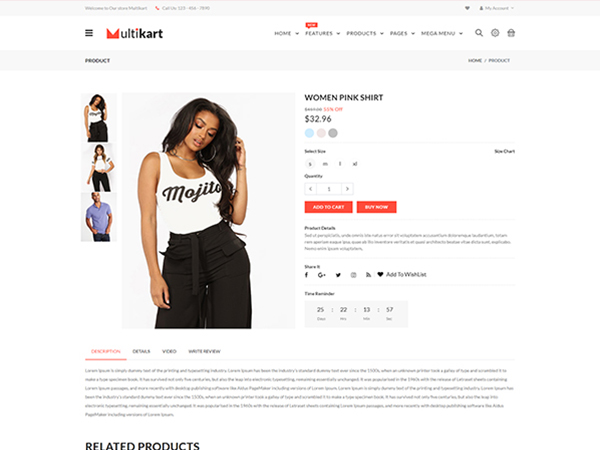 Welcome to Our store Multikart
Call Us: 123 - 456 - 7890
My Account
Multikart
NEW
HOME FEATURES PRODUCTS PAGES MEGA MENU
PRODUCT
HOME / PRODUCT
WOMEN PINK SHIRT
$459.00 55% Off
$32.96
Select Size
Size Chart
s m l xl
Quantity
1
ADD TO CART
BUY NOW
Product Details
Sed ut perspiciatis, unde omnis iste natus error sit voluptatem accusantium doloremque laudantium, totam
rem aperiam eaque ipsa, quae ab illo inventore veritatis et quasi architecto beatae vitae dicta sunt, explicabo.
Nemo enim ipsam voluptatem,
Share It
Add To WishList
Time Reminder
25 : 22 : 13 : 57
Days Hrs Min Sec
Mojito
DESCRIPTION DETAILS VIDEO WRITE REVIEW
Lorem Ipsum is simply dummy text of the printing and typesetting industry. Lorem Ipsum has been the industry's standard dummy text ever since the 1500s, when an unknown printer took a galley of type and scrambled it
to make a type specimen book. It has survived not only five centuries, but also the leap into electronic typesetting, remaining essentially unchanged. It was popularised in the 1960s with the release of Letraset sheets containing
Lorem Ipsum passages, and more recently with desktop publishing software like Aldus PageMaker including versions of Lorem Ipsum. Lorem Ipsum is simply dummy text of the printing and typesetting industry. Lorem Ipsum has
been the industry's standard dummy text ever since the 1500s, when an unknown printer took a galley of type and scrambled it to make a type specimen book. It has survived not only five centuries, but also the leap into electronic
typesetting, remaining essentially unchanged. It was popularised in the 1960s with the release of Letraset sheets containing Lorem Ipsum passages, and more recently with desktop publishing software like Aldus
PageMaker including versions of Lorem Ipsum.
RELATED PRODUCTS